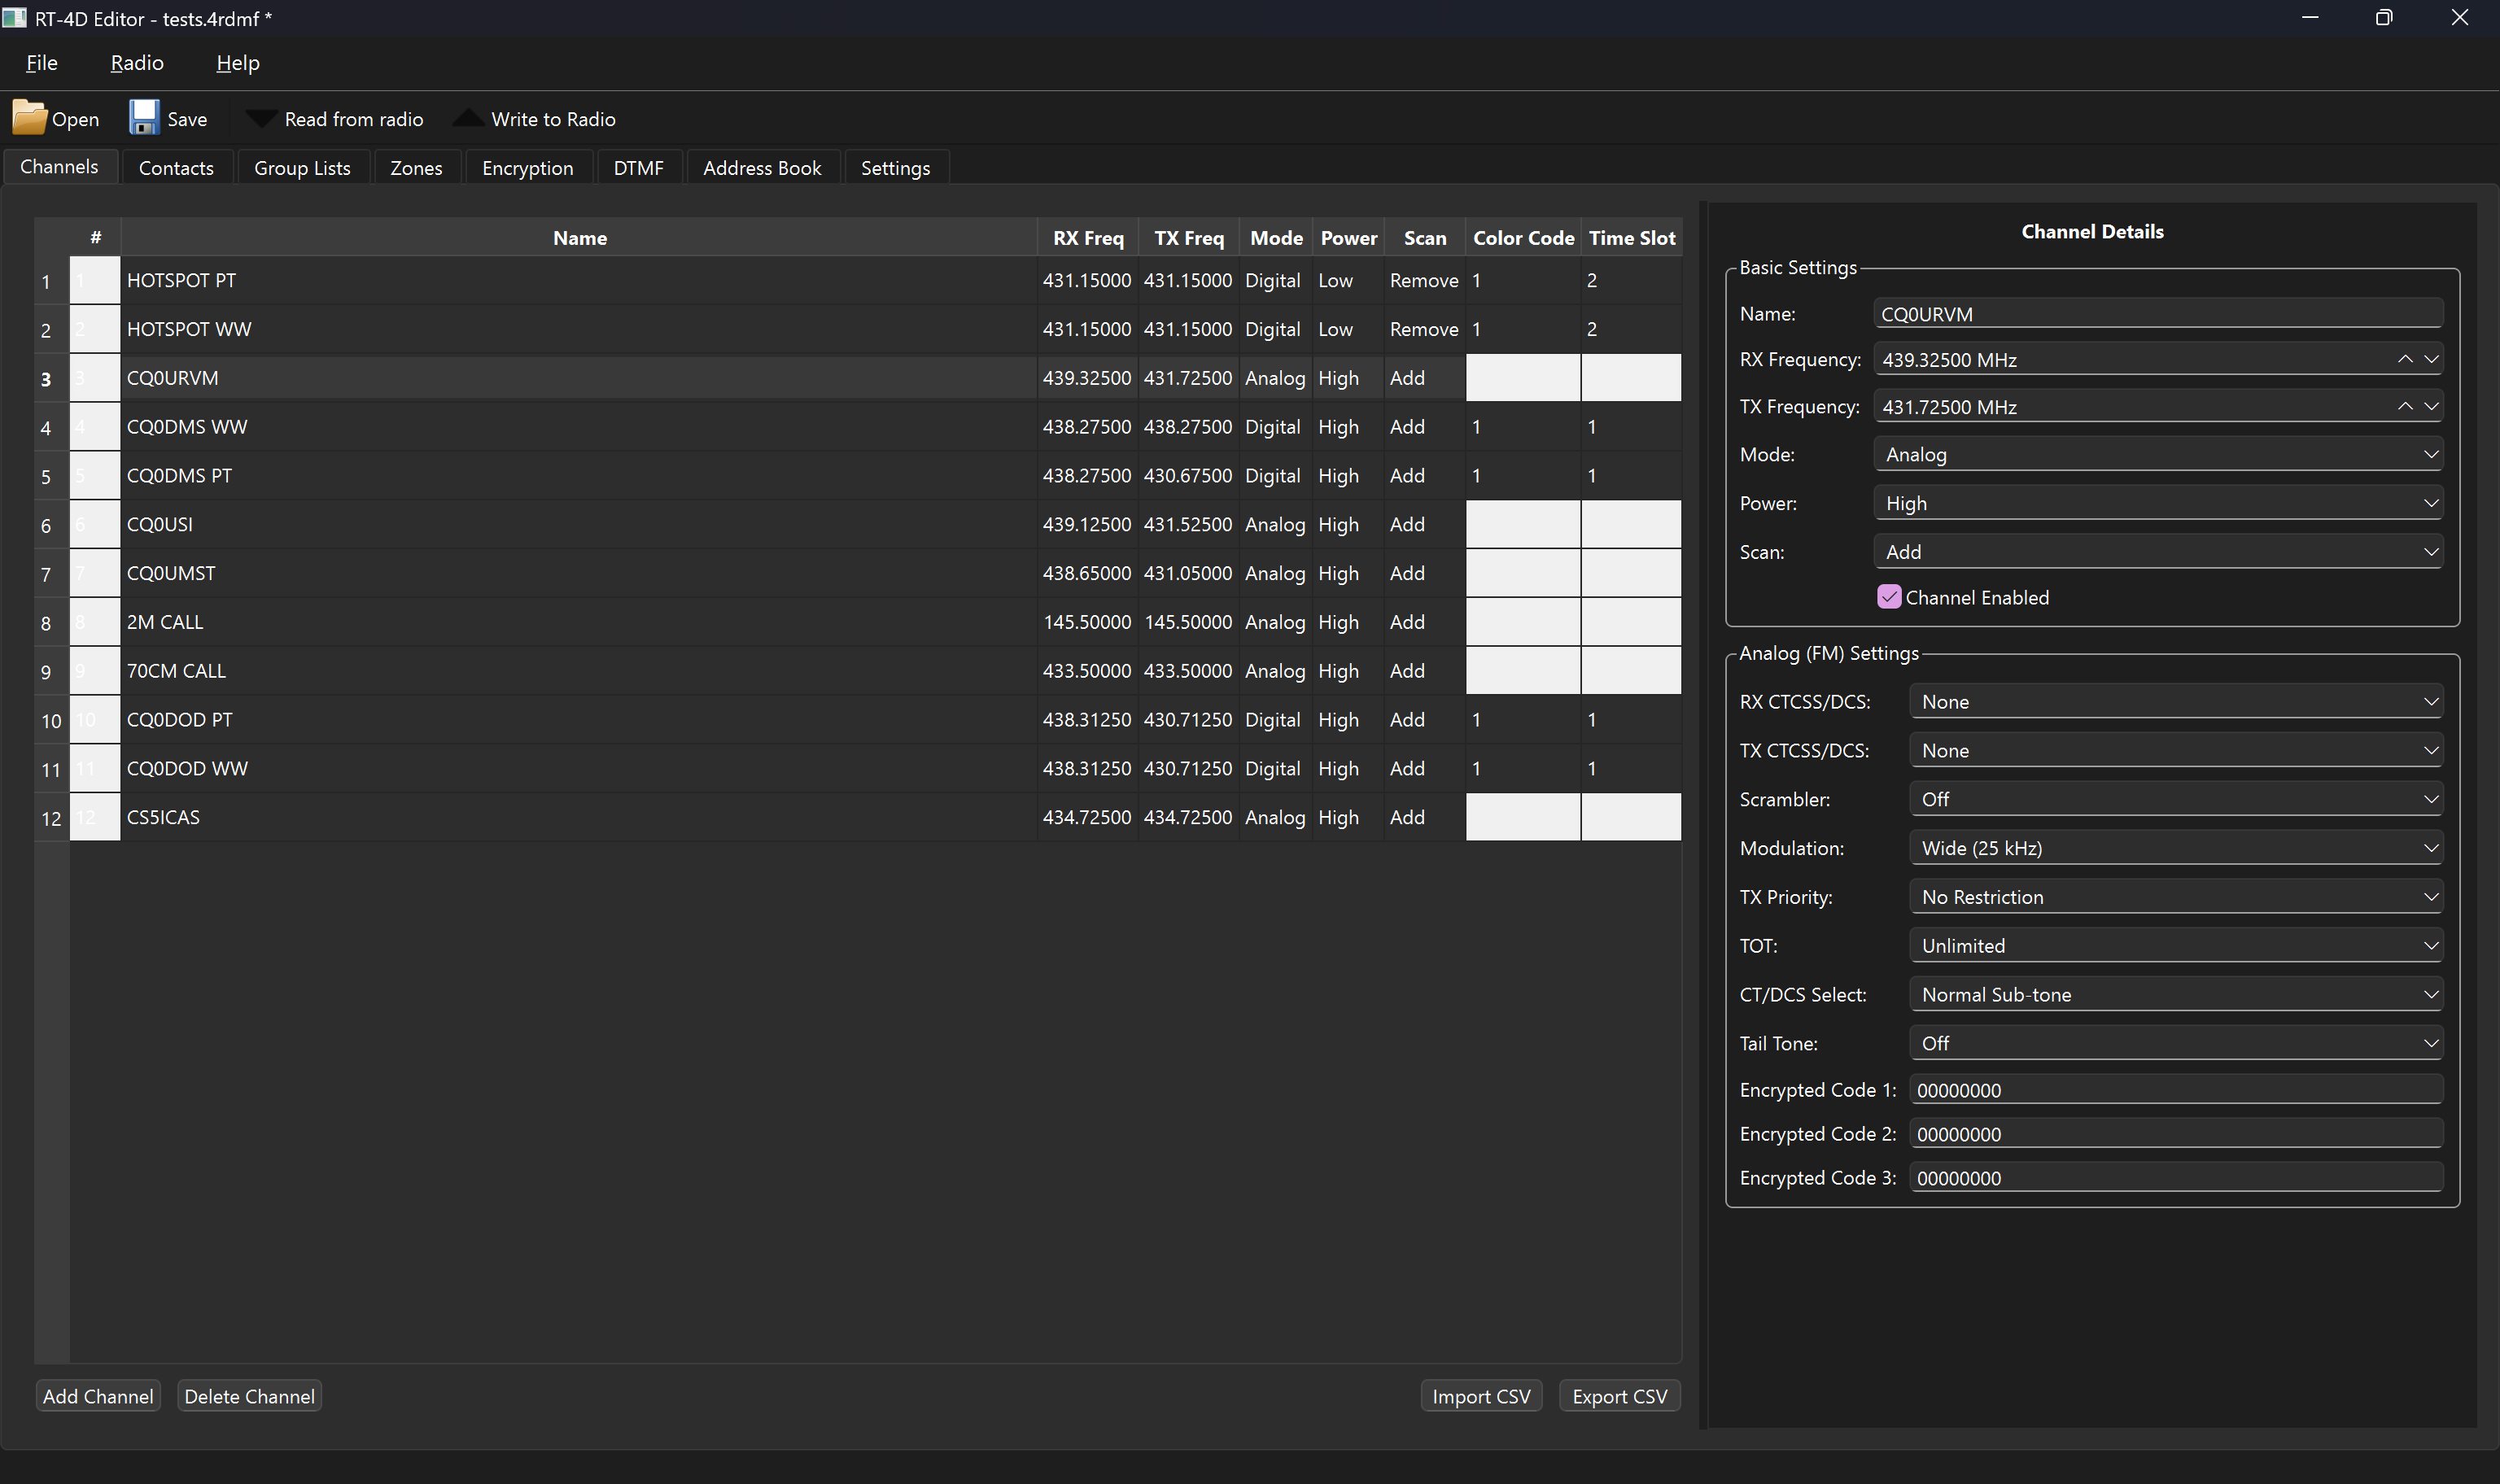 RT-4D Editor - tests.4rdmf *
File Radio Help
Open Save Read from radio Write to Radio
Channels Contacts Group Lists Zones Encryption DTMF Address Book Settings
# Name RX Freq TX Freq Mode Power Scan Color Code Time Slot
1 1 HOTSPOT PT 431.15000 431.15000 Digital Low Remove 1 2
2 2 HOTSPOT WW 431.15000 431.15000 Digital Low Remove 1 2
3 3 CQ0URVM 439.32500 431.72500 Analog High Add
4 4 CQ0DMS WW 438.27500 438.27500 Digital High Add 1 1
5 5 CQ0DMS PT 438.27500 430.67500 Digital High Add 1 1
6 6 CQ0USI 439.12500 431.52500 Analog High Add
7 7 CQ0UMST 438.65000 431.05000 Analog High Add
8 8 2M CALL 145.50000 145.50000 Analog High Add
9 9 70CM CALL 433.50000 433.50000 Analog High Add
10 10 CQ0DOD PT 438.31250 430.71250 Digital High Add 1 1
11 11 CQ0DOD WW 438.31250 430.71250 Digital High Add 1 1
12 12 CS5ICAS 434.72500 434.72500 Analog High Add
Add Channel Delete Channel Import CSV Export CSV
Channel Details
Basic Settings
Name: CQ0URVM
RX Frequency: 439.32500 MHz
TX Frequency: 431.72500 MHz
Mode: Analog
Power: High
Scan: Add
Channel Enabled
Analog (FM) Settings
RX CTCSS/DCS: None
TX CTCSS/DCS: None
Scrambler: Off
Modulation: Wide (25 kHz)
TX Priority: No Restriction
TOT: Unlimited
CT/DCS Select: Normal Sub-tone
Tail Tone: Off
Encrypted Code 1: 00000000
Encrypted Code 2: 00000000
Encrypted Code 3: 00000000